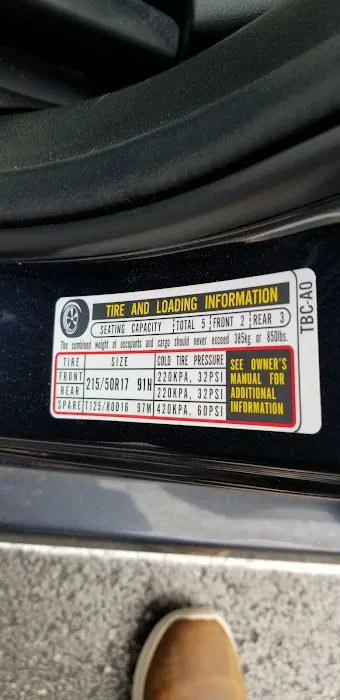 TIRE AND LOADING INFORMATION
SEATING CAPACITY TOTAL 5 FRONT 2 REAR 3
The combined weight of occupants and cargo should never exceed 385kg or 850lbs.
TIRE SIZE COLD TIRE PRESSURE
FRONT 215/50R17 91H 220KPA, 32PSI
REAR 220KPA, 32PSI
SPARE T125/80D16 97M 420KPA, 60PSI
SEE OWNER'S
MANUAL FOR
ADDITIONAL
INFORMATION
TBC-A0